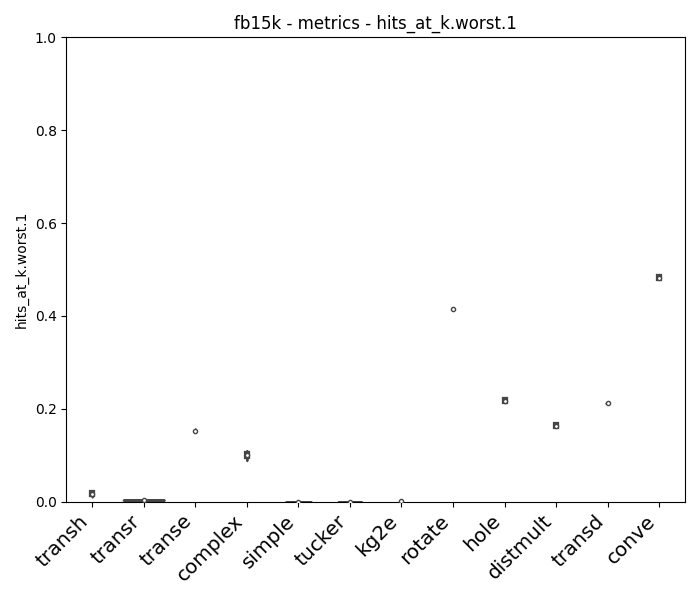 fb15k - metrics - hits_at_k.worst.1
hits_at_k.worst.1
1.0
0.8
0.6
0.4
0.2
0.0
transh
transr
transe
complex
simple
tucker
kg2e
rotate
hole
distmult
transd
conve